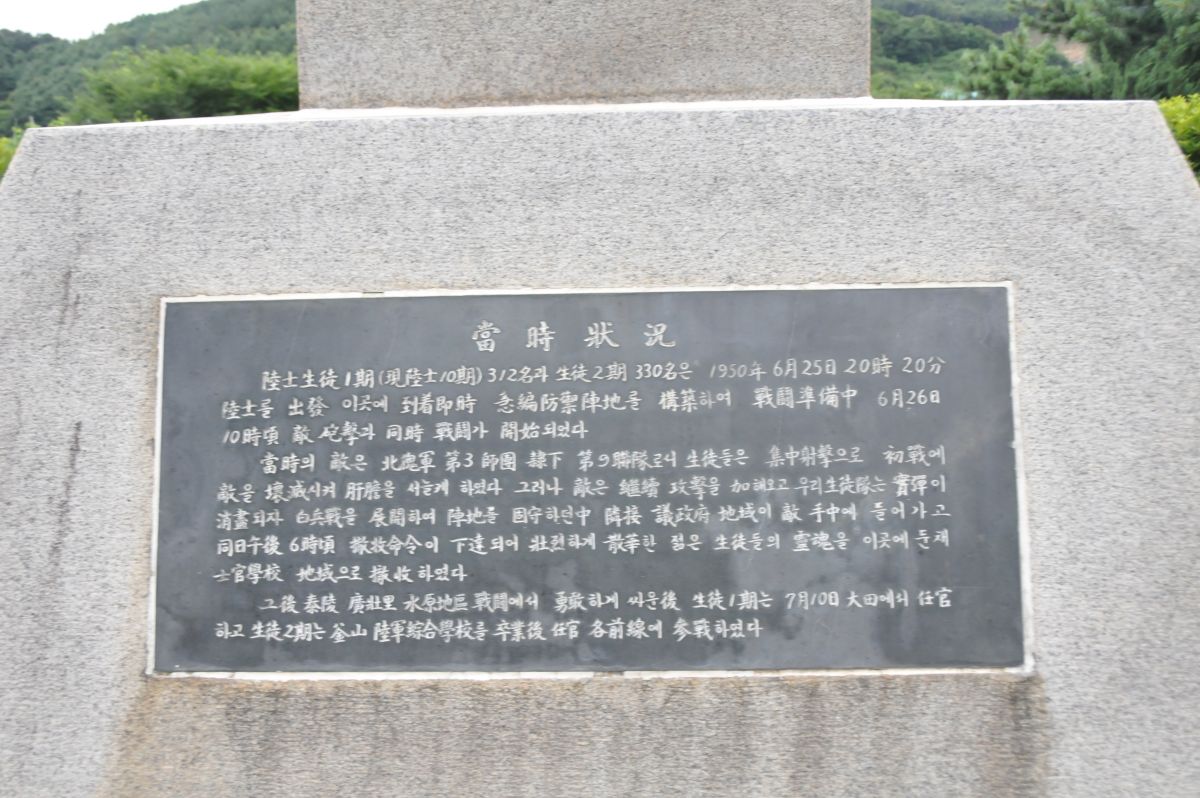 當時狀況
陸士生徒1期(現陸士10期)312名과 生徒2期 330名은 1950年 6月25日 20時 20分
陸士를 出發 이곳에 到着即時 急編防禦陣地를 構築하여 戰鬪準備中 6月26日
10時頃 敵 砲擊과 同時 戰鬪가 開始되었다
當時의 敵은 北傀軍 第3師團 隸下 第9聯隊로니 生徒들은 集中射擊으로 初戰에
敵을 壞滅시켜 肝膽을 서늘케 하였다 그러나 敵은 繼續 攻擊을 加해오고 우리生徒隊는 實彈이
消盡되자 白兵戰을 展開하여 陣地를 固守하던中 隣接 議政府 地域이 敵 手中에 들어가고
同日午後 6時頃 撤收命令이 下達되어 壯烈하게 散華한 젊은 生徒들의 靈魂을 이곳에 둔채
士官學校 地域으로 撤收하였다
그後 泰陵 廣壯里 水原地區 戰鬪에서 勇敢하게 싸운後 生徒1期는 7月10日 大田에서 任官
하고 生徒2期는 釜山 陸軍綜合學校를 卒業後 任官 各前線에 參戰하였다